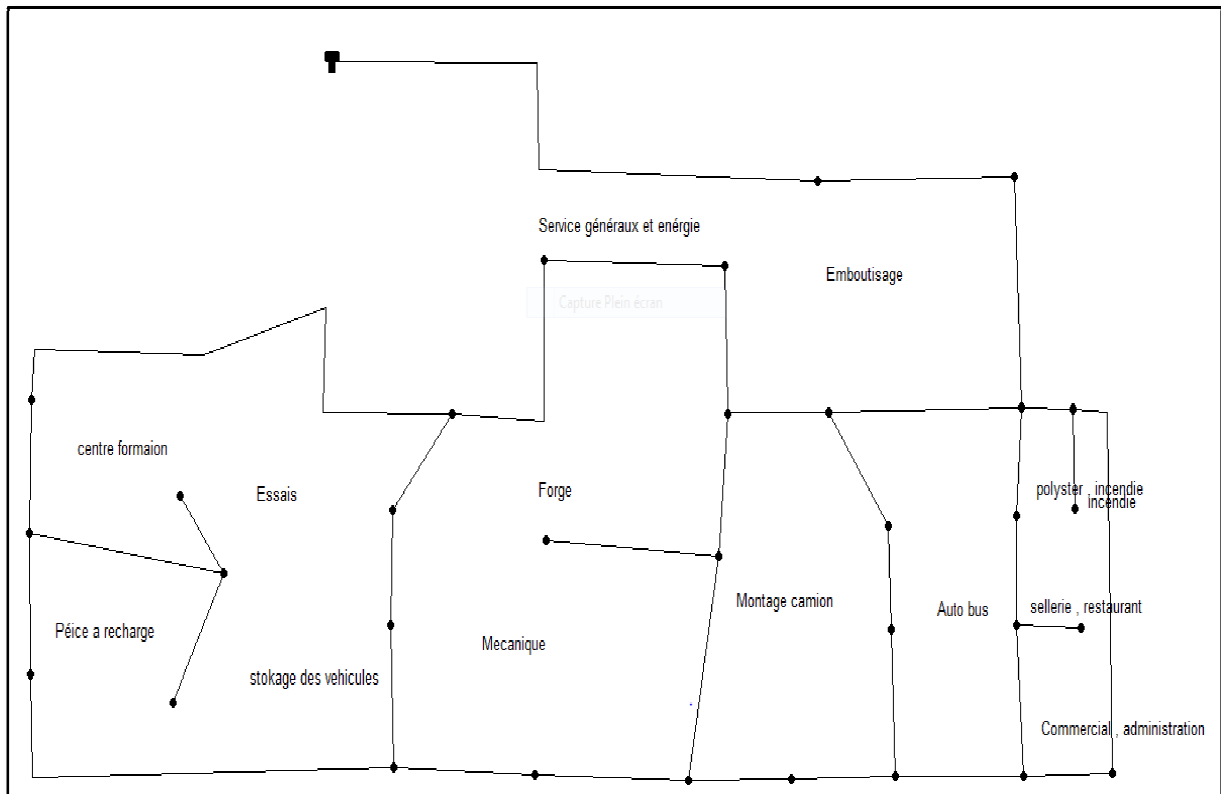 Service généraux et enérgie
Emboutisage
Capture Plein écran
centre formaion
Essais
Forge
polyster , incendie
incendie
Péice a recharge
Montage camion
Auto bus
sellerie , restaurant
Mecanique
stokage des vehicules
Commercial , administration